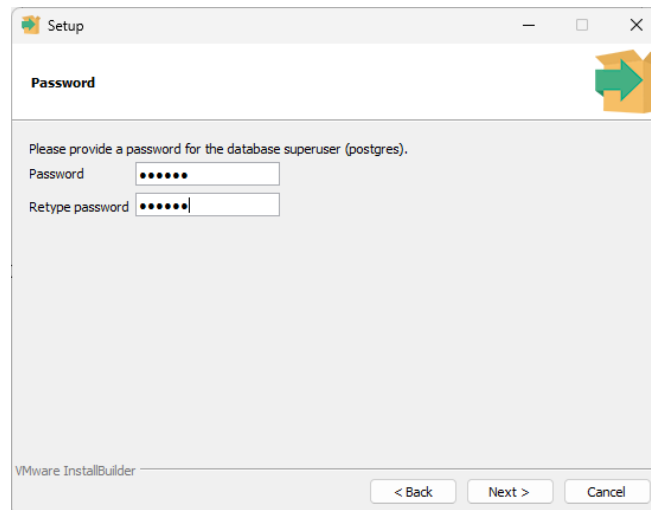 Setup
Password
Please provide a password for the database superuser (postgres).
Password ••••••
Retype password ••••••
VMware InstallBuilder
< Back Next > Cancel